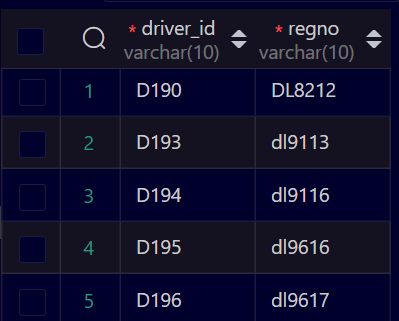 * driver_id * regno
varchar(10) varchar(10)
1 D190 DL8212
2 D193 dl9113
3 D194 dl9116
4 D195 dl9616
5 D196 dl9617